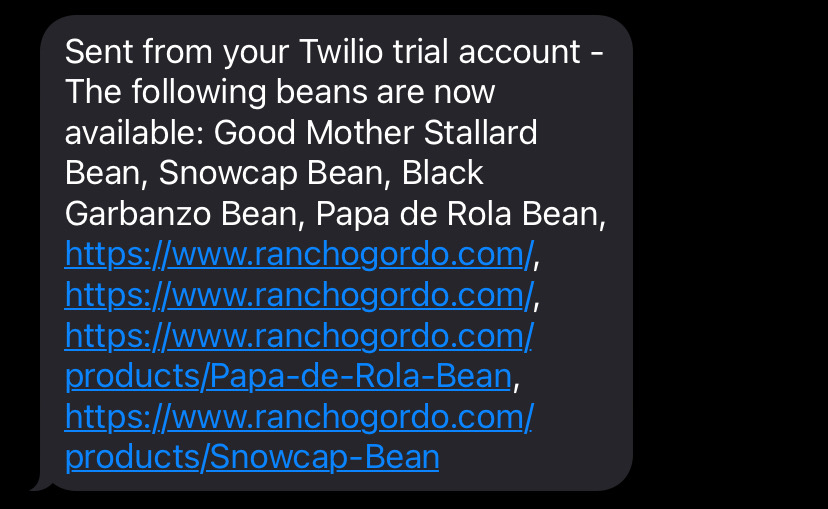 Sent from your Twilio trial account -
The following beans are now
available: Good Mother Stallard
Bean, Snowcap Bean, Black
Garbanzo Bean, Papa de Rola Bean,
https://www.ranchogordo.com/,
https://www.ranchogordo.com/,
https://www.ranchogordo.com/
products/Papa-de-Rola-Bean,
https://www.ranchogordo.com/
products/Snowcap-Bean